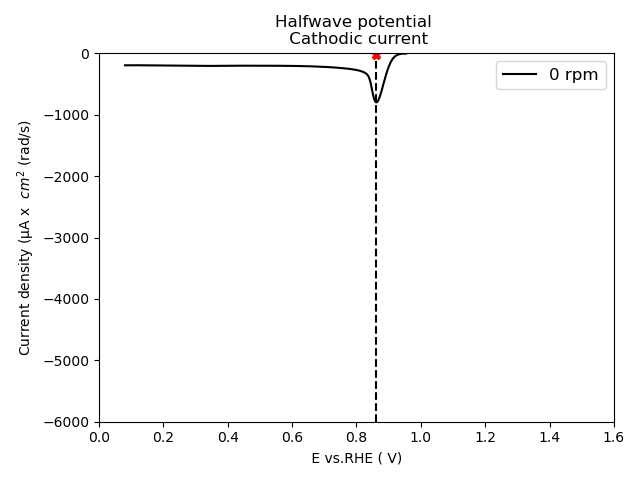 Halfwave potential
Cathodic current
0
−1000
−2000
−3000
−4000
−5000
−6000
Current density (μA x cm² (rad/s)
0 rpm
0.0 0.2 0.4 0.6 0.8 1.0 1.2 1.4 1.6
E vs.RHE ( V)